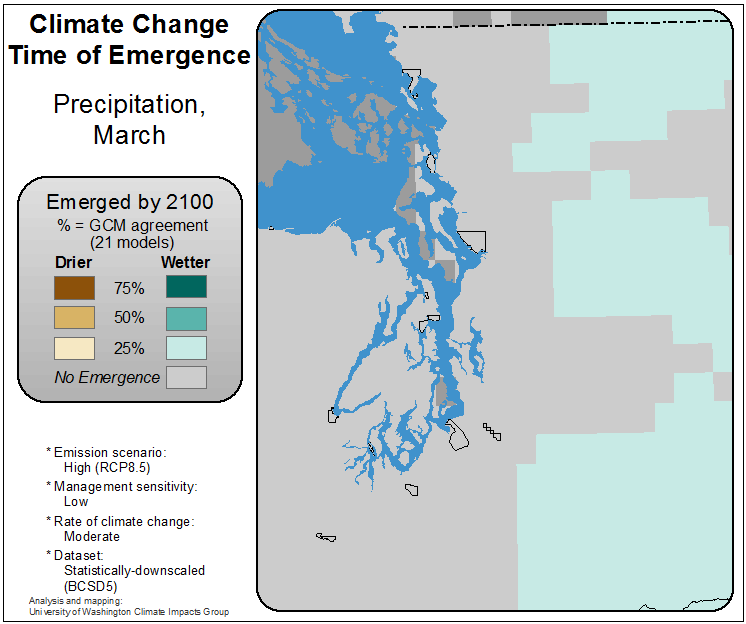 Climate Change
Time of Emergence
Precipitation,
March
Emerged by 2100
% = GCM agreement
(21 models)
Drier Wetter
75%
50%
25%
No Emergence
* Emission scenario:
High (RCP8.5)
* Management sensitivity:
Low
* Rate of climate change:
Moderate
* Dataset:
Statistically-downscaled
(BCSD5)
Analysis and mapping:
University of Washington Climate Impacts Group